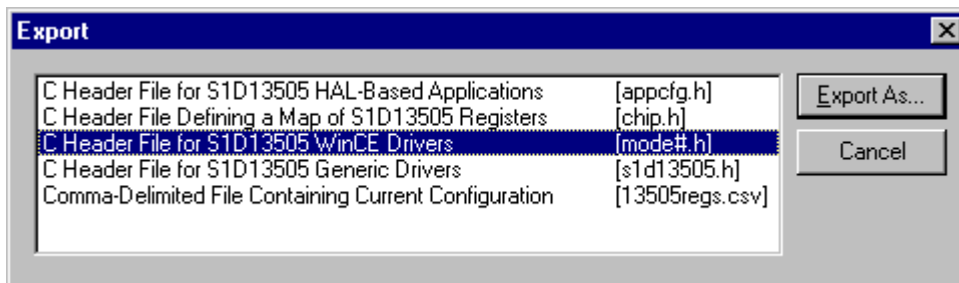 Export
C Header File for S1D13505 HAL-Based Applications [appcfg.h]
C Header File Defining a Map of S1D13505 Registers [chip.h]
C Header File for S1D13505 WinCE Drivers [mode#.h]
C Header File for S1D13505 Generic Drivers [s1d13505.h]
Comma-Delimited File Containing Current Configuration [13505regs.csv]
Export As...
Cancel